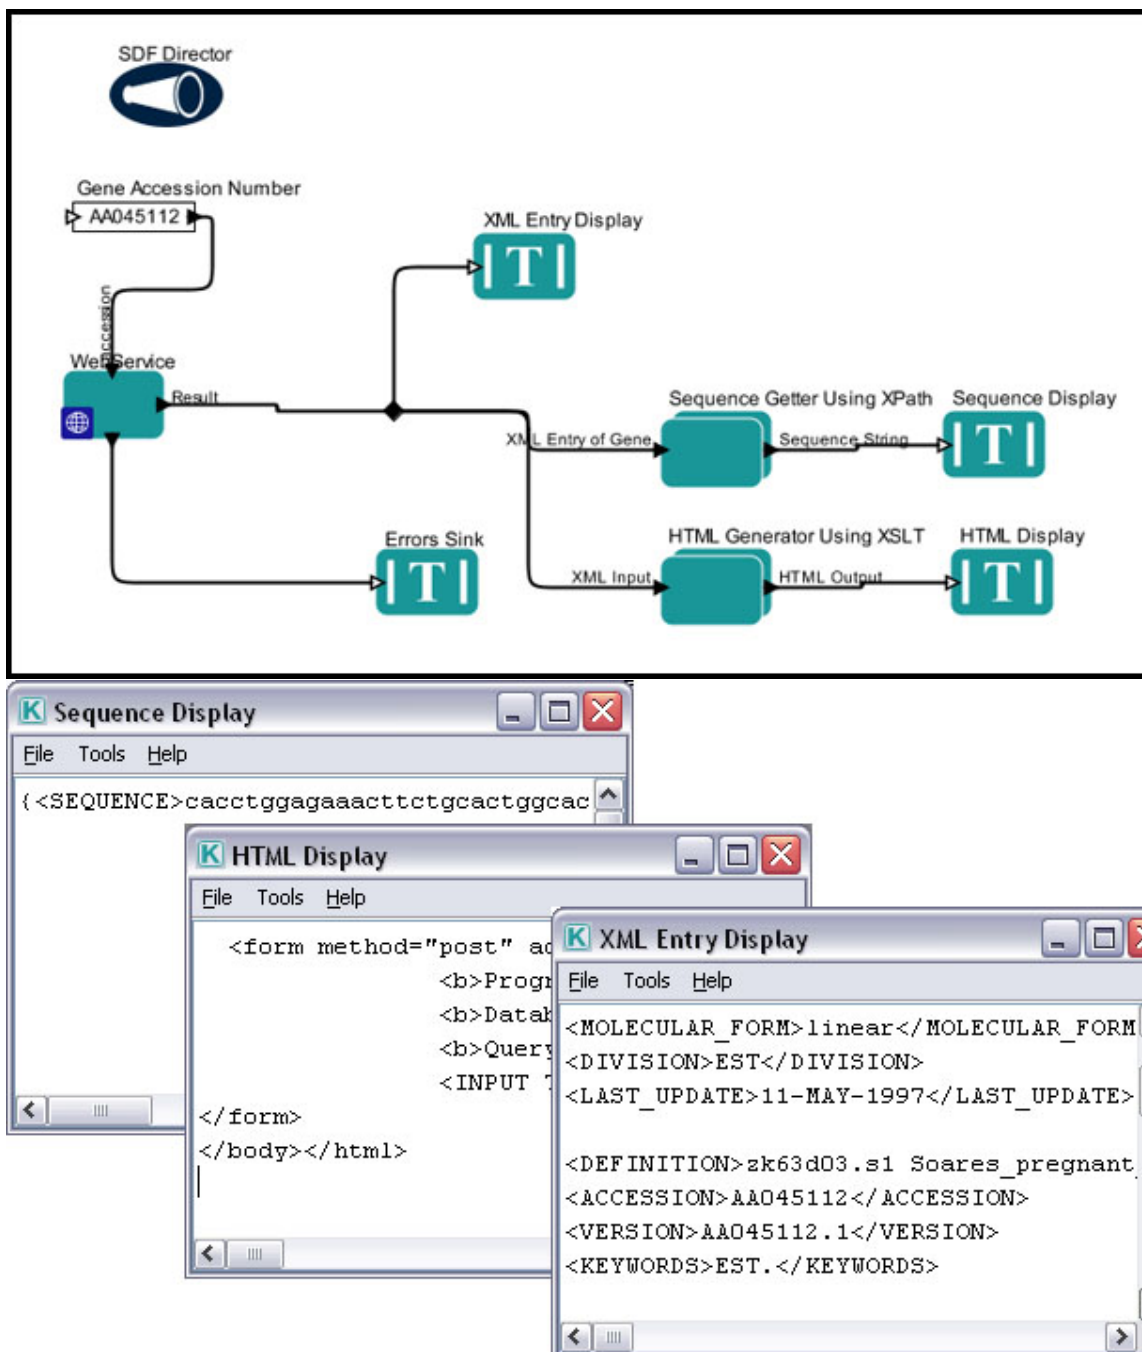 SDF Director
Gene Accession Number
AA045112
XML Entry Display
accession
WebService
Result
Sequence Getter Using XPath
Sequence Display
XML Entry of Gene
Sequence String
T
T
Errors Sink
HTML Generator Using XSLT
HTML Display
XML Input
HTML Output
T
T
K Sequence Display
File Tools Help
{<SEQUENCE>cacctggagaaacttctgcactggcac
K HTML Display
File Tools Help
<form method="post" ac
<b>Progr
<b>Datab
<b>Query
<INPUT T
</form>
</body></html>
K XML Entry Display
File Tools Help
<MOLECULAR_FORM>linear</MOLECULAR_FORM
<DIVISION>EST</DIVISION>
<LAST_UPDATE>11-MAY-1997</LAST_UPDATE>
<DEFINITION>zk63d03.s1 Soares_pregnant_
<ACCESSION>AA045112</ACCESSION>
<VERSION>AA045112.1</VERSION>
<KEYWORDS>EST.</KEYWORDS>